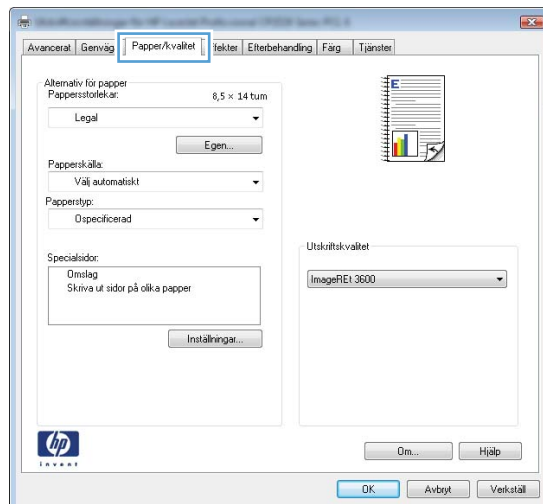 Avancerat Genväg Papper/kvalitet fekter Efterbehandling Färg Tjänster
Alternativ för papper
Pappersstorlekar: 8,5 × 14 tum
Legal
Egen...
Papperskälla:
Välj automatiskt
Papperstyp:
Ospecificerad
Specialsidor:
Omslag
Skriva ut sidor på olika papper
Inställningar...
E
Utskriftskvalitet
ImageREt 3600
hp
invent
Om... Hjälp
OK Avbryt Verkställ